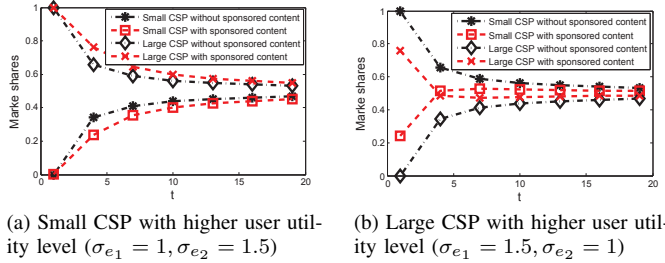 Small CSP without sponsored content
Small CSP with sponsored content
Large CSP without sponsored content
Large CSP with sponsored content
Marke shares
1
0.8
0.6
0.4
0.2
0
0 5 10 15 20
t
(a) Small CSP with higher user util-
ity level (σe1 = 1, σe2 = 1.5)
Small CSP without sponsored content
Small CSP with sponsored content
Large CSP without sponsored content
Large CSP with sponsored content
Marke shares
1
0.8
0.6
0.4
0.2
0
0 5 10 15 20
t
(b) Large CSP with higher user util-
ity level (σe1 = 1.5, σe2 = 1)